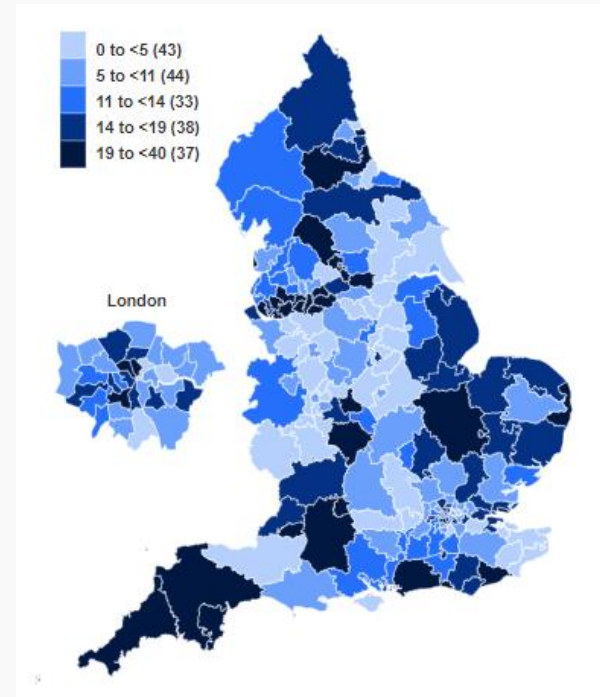 0 to <5 (43)
5 to <11 (44)
11 to <14 (33)
14 to <19 (38)
19 to <40 (37)
London